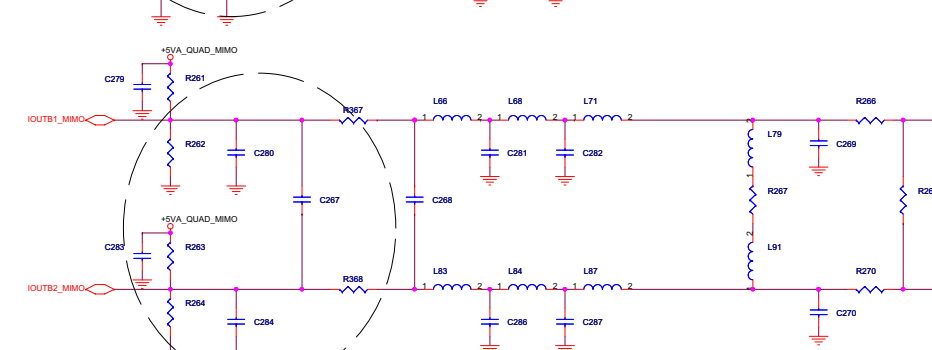 +5VA_QUAD_MIMO
C279
R261
IOUTB1_MIMO
R367
L66
L68
L71
R266
1 2 1 2 1 2
2
L79
R262
C280
C281
C282
C269
1
C267
C268
R267
+5VA_QUAD_MIMO
C283
R263
2
L91
IOUTB2_MIMO
R368
L83
L84
L87
R270
1 2 1 2 1 2
1
R264
C284
C286
C287
C270